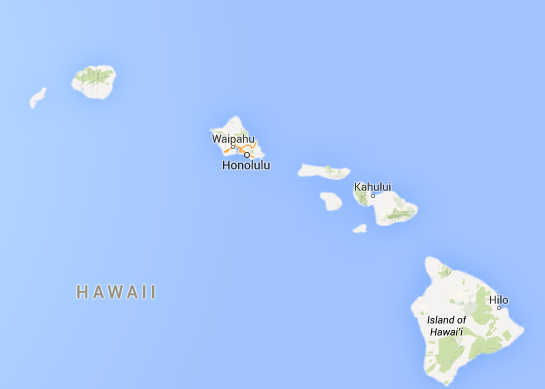 Waipahu
Honolulu
Kahului
HAWAII
Hilo
Island of
Hawai'i